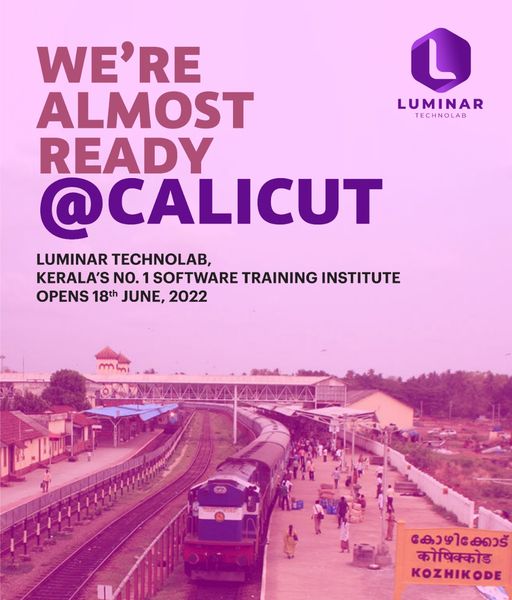 WE'RE
ALMOST
READY
@CALICUT
LUMINAR
TECHNOLAB
LUMINAR TECHNOLAB,
KERALA'S NO. 1 SOFTWARE TRAINING INSTITUTE
OPENS 18th JUNE, 2022
കോഴിക്കോട്
कोषिक्कोड
KOZHIKODE